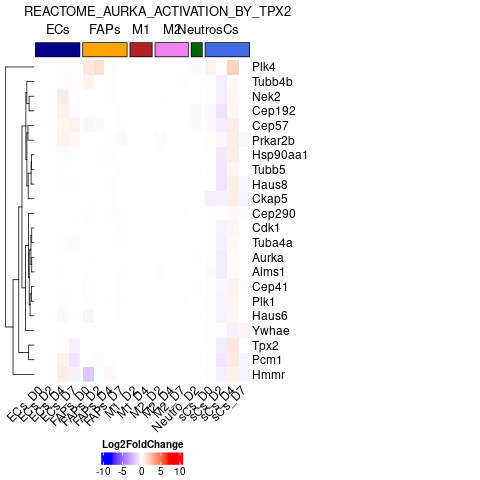 REACTOME_AURKA_ACTIVATION_BY_TPX2
ECs FAPs M1 M2 Neutros sCs
Plk4
Tubb4b
Nek2
Cep192
Cep57
Prkar2b
Hsp90aa1
Tubb5
Haus8
Ckap5
Cep290
Cdk1
Tuba4a
Aurka
Alms1
Cep41
Plk1
Haus6
Ywhae
Tpx2
Pcm1
Hmmr
ECs_D0
ECs_D2
ECs_D4
ECs_D7
FAPs_D0
FAPs_D2
FAPs_D4
FAPs_D7
M1_D2
M1_D4
M2_D2
M2_D4
M2_D7
Neutro_D2
sCs_D0
sCs_D2
sCs_D4
sCs_D7
Log2FoldChange
-10 -5 0 5 10